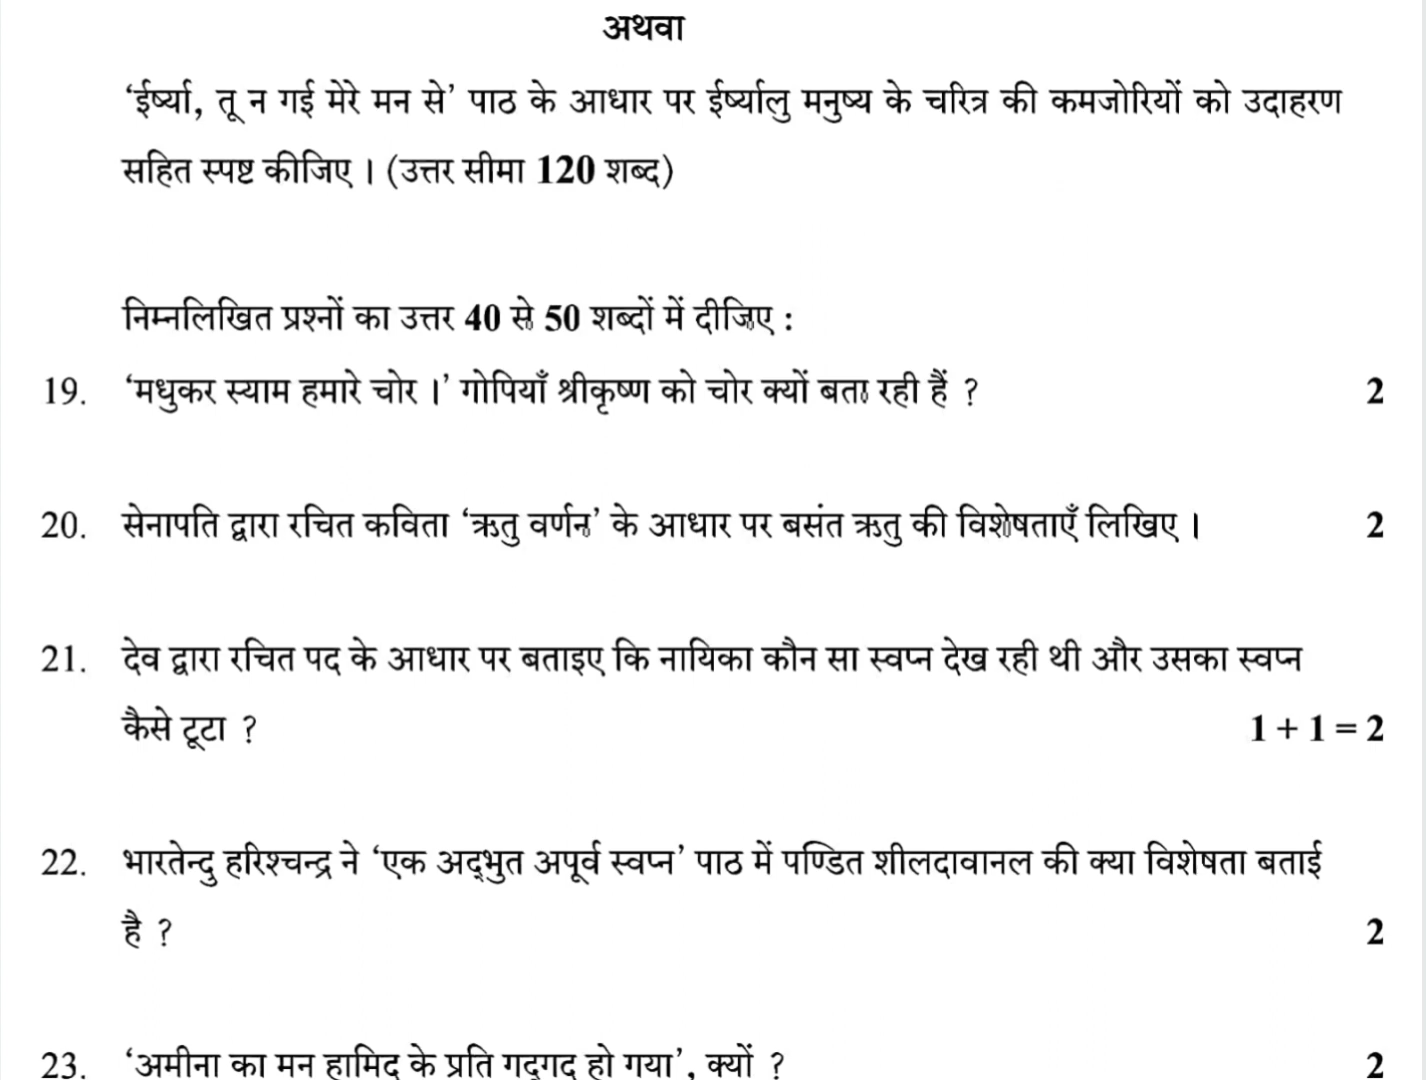 अथवा
‘ईर्ष्या, तू न गई मेरे मन से’ पाठ के आधार पर ईर्ष्यालु मनुष्य के चरित्र की कमजोरियों को उदाहरण
सहित स्पष्ट कीजिए । (उत्तर सीमा 120 शब्द)
निम्नलिखित प्रश्नों का उत्तर 40 से 50 शब्दों में दीजिए :
19. ‘मधुकर स्याम हमारे चोर ।’ गोपियाँ श्रीकृष्ण को चोर क्यों बता रही हैं ? 2
20. सेनापति द्वारा रचित कविता ‘ऋतु वर्णन’ के आधार पर बसंत ऋतु की विशेषताएँ लिखिए । 2
21. देव द्वारा रचित पद के आधार पर बताइए कि नायिका कौन सा स्वप्न देख रही थी और उसका स्वप्न
कैसे टूटा ? 1 + 1 = 2
22. भारतेन्दु हरिश्चन्द्र ने ‘एक अद्भुत अपूर्व स्वप्न’ पाठ में पण्डित शीलदावानल की क्या विशेषता बताई
है ? 2
23. ‘अमीना का मन हामिद के प्रति गद्गद हो गया’, क्यों ? 2